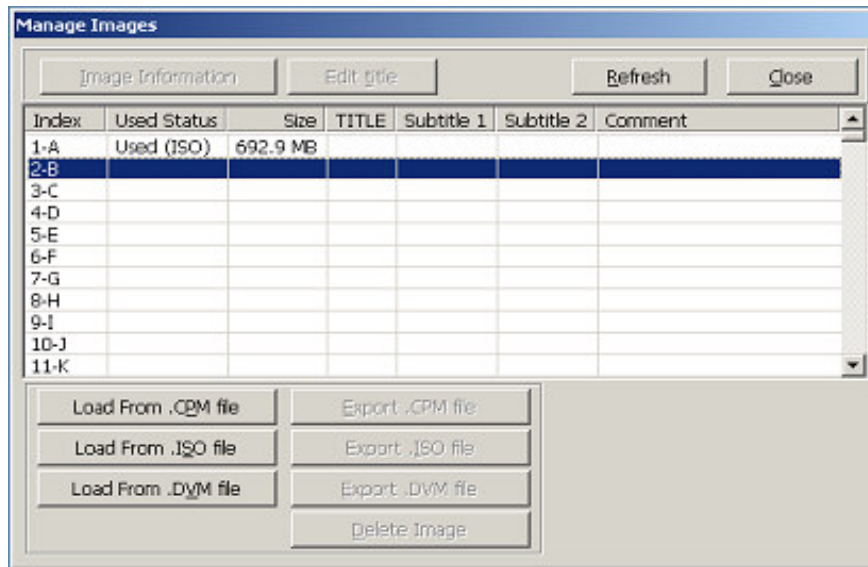 Manage Images
Image Information Edit title Refresh Close
Index Used Status Size TITLE Subtitle 1 Subtitle 2 Comment
1-A Used (ISO) 692.9 MB
2-B
3-C
4-D
5-E
6-F
7-G
8-H
9-I
10-J
11-K
Load From .CPM file Export .CPM file
Load From .ISO file Export .ISO file
Load From .DVM file Export .DVM file
Delete Image